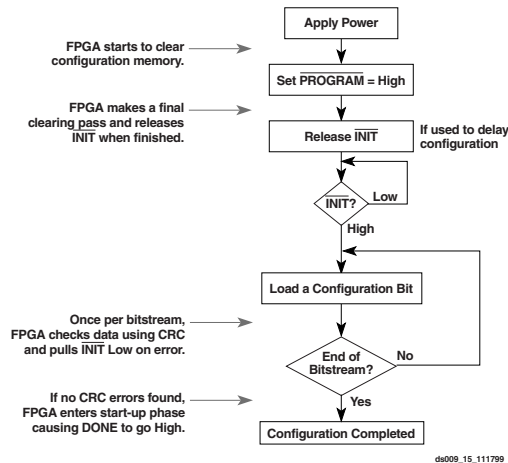 Apply Power
FPGA starts to clear
configuration memory.
Set PROGRAM = High
FPGA makes a final
clearing pass and releases
INIT when finished.
Release INIT
If used to delay
configuration
INIT?
Low
High
Load a Configuration Bit
Once per bitstream,
FPGA checks data using CRC
and pulls INIT Low on error.
End of
Bitstream?
No
Yes
If no CRC errors found,
FPGA enters start-up phase
causing DONE to go High.
Configuration Completed
ds009_15_111799